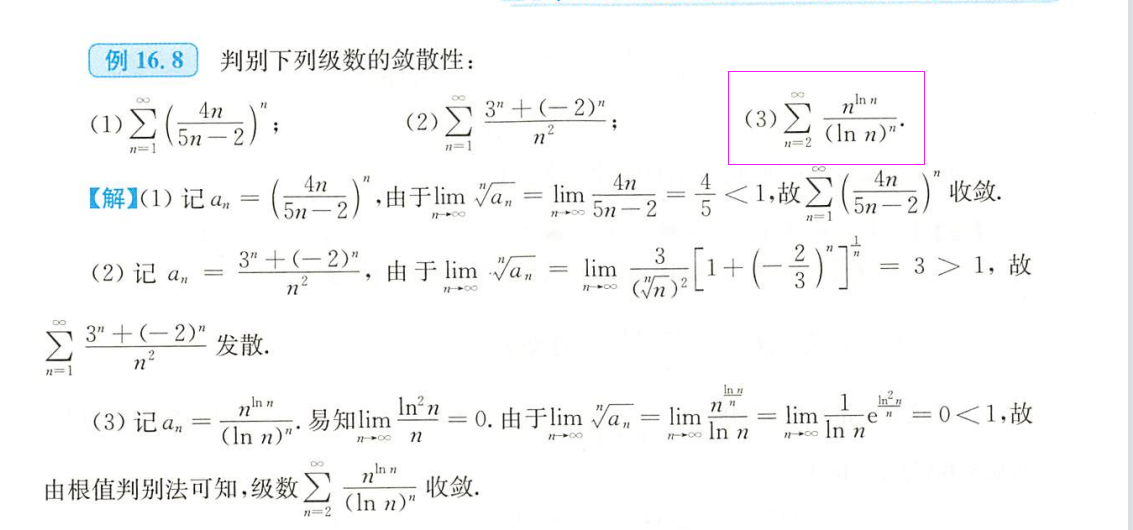 例 16.8 判别下列级数的敛散性:
(1) $\sum_{n=1}^{\infty}\left(\frac{4n}{5n-2}\right)^n$; (2) $\sum_{n=1}^{\infty}\frac{3^n+(-2)^n}{n^2}$; (3) $\sum_{n=2}^{\infty}\frac{n^{\ln n}}{(\ln n)^n}$.
【解】(1) 记 $a_n=\left(\frac{4n}{5n-2}\right)^n$,由于$\lim_{n\to\infty}\sqrt[n]{a_n}=\lim_{n\to\infty}\frac{4n}{5n-2}=\frac{4}{5}<1$,故$\sum_{n=1}^{\infty}\left(\frac{4n}{5n-2}\right)^n$ 收敛.
(2) 记 $a_n=\frac{3^n+(-2)^n}{n^2}$, 由于 $\lim_{n\to\infty}\sqrt[n]{a_n}=\lim_{n\to\infty}\frac{3}{(\sqrt[n]{n})^2}\left[1+\left(-\frac{2}{3}\right)^n\right]^{\frac{1}{n}}=3>1$, 故
$\sum_{n=1}^{\infty}\frac{3^n+(-2)^n}{n^2}$ 发散.
(3) 记 $a_n=\frac{n^{\ln n}}{(\ln n)^n}$. 易知$\lim_{n\to\infty}\frac{\ln^2 n}{n}=0$. 由于$\lim_{n\to\infty}\sqrt[n]{a_n}=\lim_{n\to\infty}\frac{n^{\frac{\ln n}{n}}}{\ln n}=\lim_{n\to\infty}\frac{1}{\ln n}e^{\frac{\ln^2 n}{n}}=0<1$,故
由根值判别法可知,级数$\sum_{n=2}^{\infty}\frac{n^{\ln n}}{(\ln n)^n}$ 收敛.